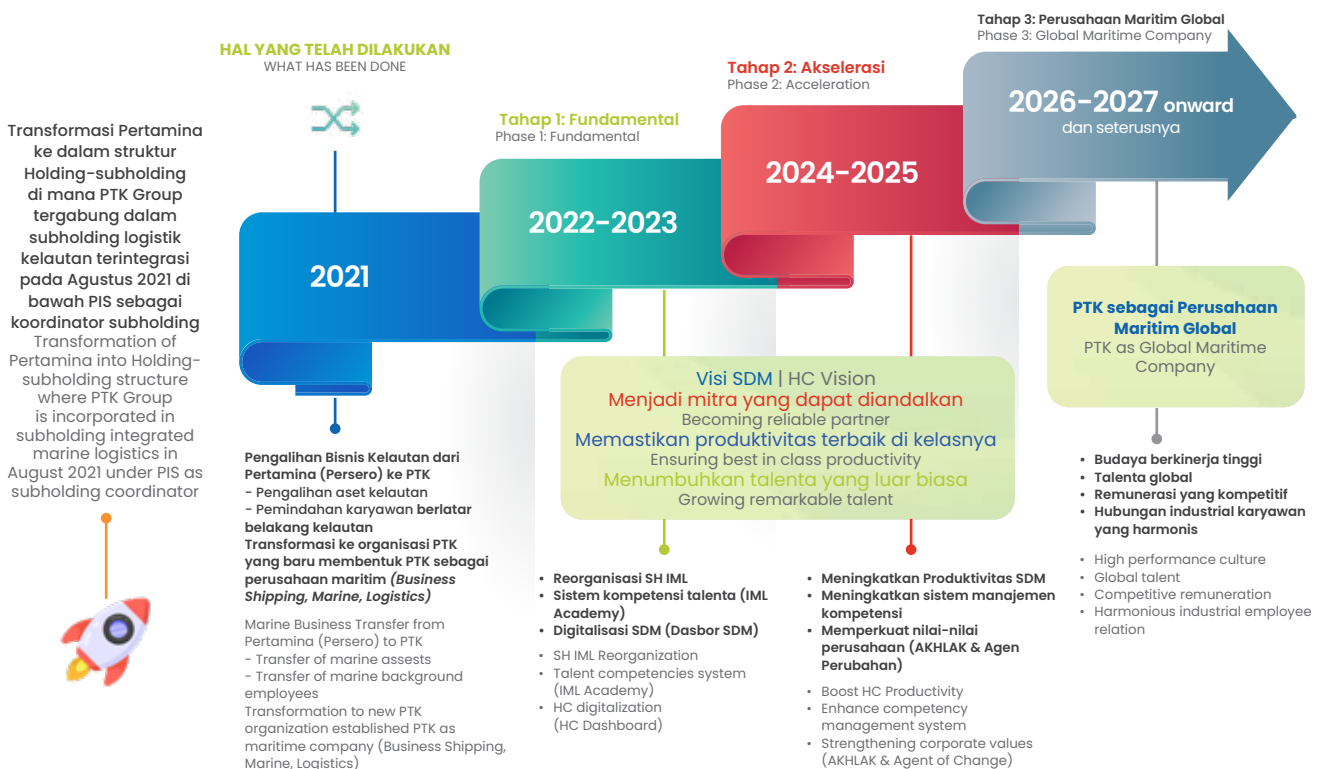 Transformasi Pertamina
ke dalam struktur
Holding-subholding
di mana PTK Group
tergabung dalam
subholding logistik
kelautan terintegrasi
pada Agustus 2021 di
bawah PIS sebagai
koordinator subholding
Transformation of
Pertamina into Holding-
subholding structure
where PTK Group
is incorporated in
subholding integrated
marine logistics in
August 2021 under PIS as
subholding coordinator
HAL YANG TELAH DILAKUKAN
WHAT HAS BEEN DONE
2021
Pengalihan Bisnis Kelautan dari
Pertamina (Persero) ke PTK
- Pengalihan aset kelautan
- Pemindahan karyawan berlatar
belakang kelautan
Transformasi ke organisasi PTK
yang baru membentuk PTK sebagai
perusahaan maritim (Business
Shipping, Marine, Logistics)
Marine Business Transfer from
Pertamina (Persero) to PTK
- Transfer of marine assests
- Transfer of marine background
employees
Transformation to new PTK
organization established PTK as
maritime company (Business Shipping,
Marine, Logistics)
Tahap 1: Fundamental
Phase 1: Fundamental
2022-2023
Tahap 2: Akselerasi
Phase 2: Acceleration
2024-2025
Tahap 3: Perusahaan Maritim Global
Phase 3: Global Maritime Company
2026-2027 onward
dan seterusnya
Visi SDM | HC Vision
Menjadi mitra yang dapat diandalkan
Becoming reliable partner
Memastikan produktivitas terbaik di kelasnya
Ensuring best in class productivity
Menumbuhkan talenta yang luar biasa
Growing remarkable talent
• Reorganisasi SH IML
• Sistem kompetensi talenta (IML
Academy)
• Digitalisasi SDM (Dasbor SDM)
• SH IML Reorganization
• Talent competencies system
(IML Academy)
• HC digitalization
(HC Dashboard)
• Meningkatkan Produktivitas SDM
• Meningkatkan sistem manajemen
kompetensi
• Memperkuat nilai-nilai
perusahaan (AKHLAK & Agen
Perubahan)
• Boost HC Productivity
• Enhance competency
management system
• Strengthening corporate values
(AKHLAK & Agent of Change)
PTK sebagai Perusahaan
Maritim Global
PTK as Global Maritime
Company
• Budaya berkinerja tinggi
• Talenta global
• Remunerasi yang kompetitif
• Hubungan industrial karyawan
yang harmonis
• High performance culture
• Global talent
• Competitive remuneration
• Harmonious industrial employee
relation